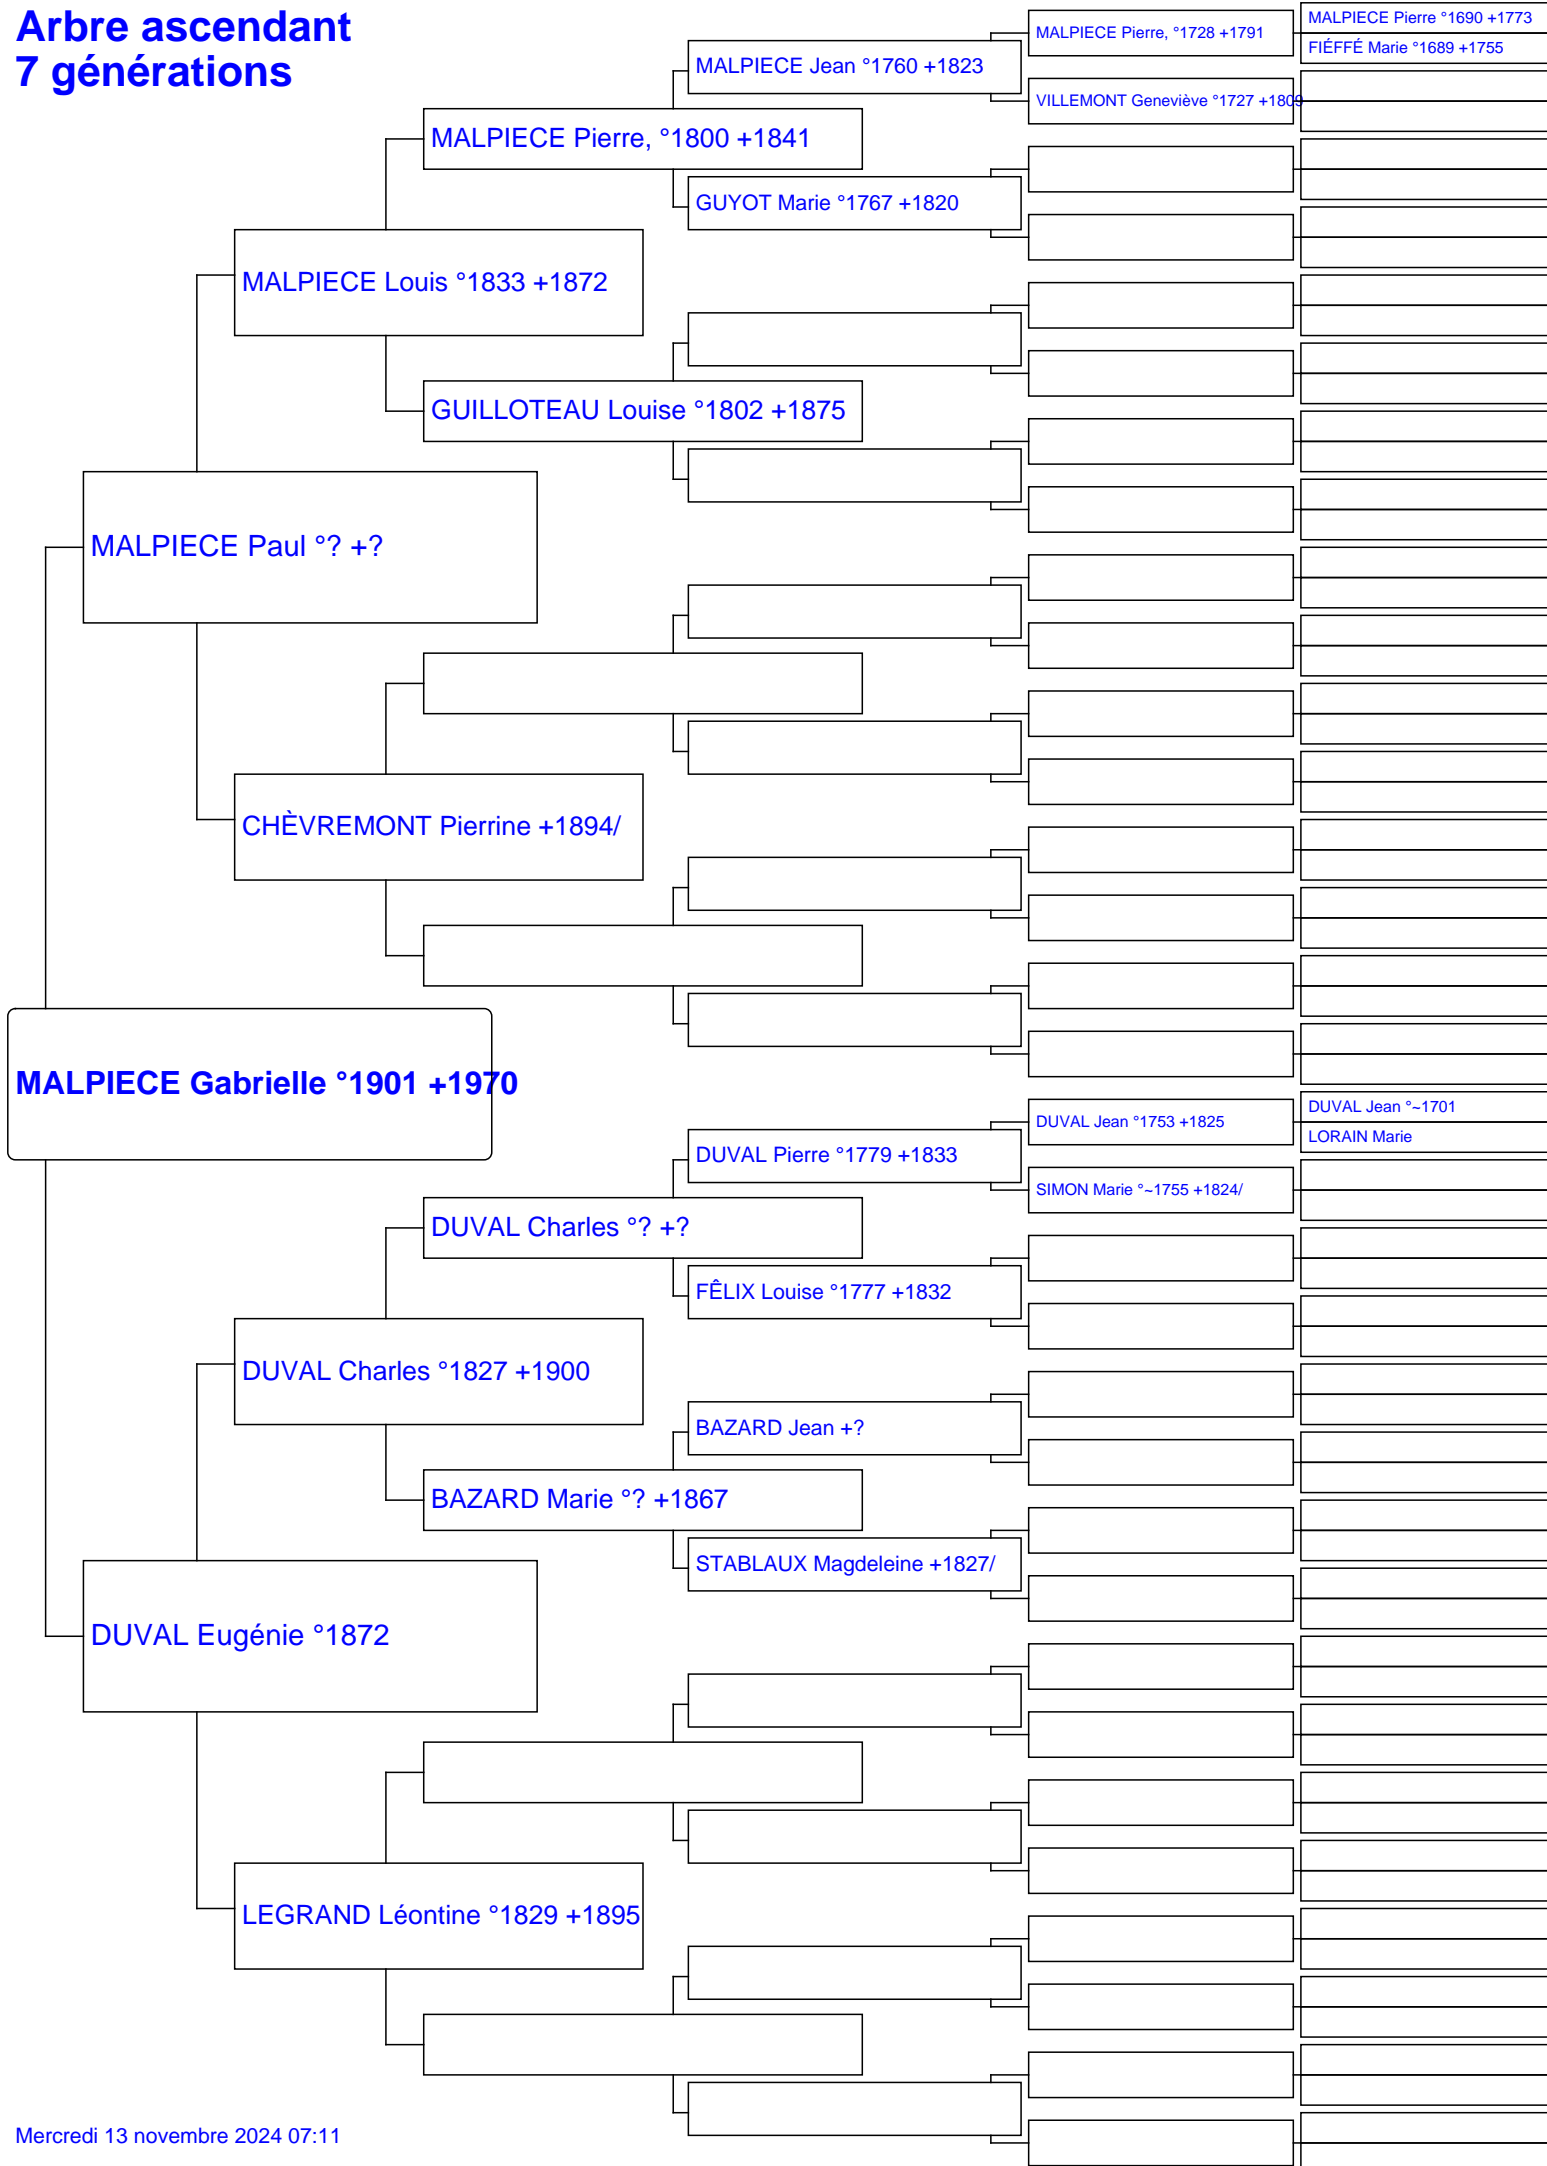 Arbre ascendant
7 générations
MALPIECE Pierre °1690 +1773
MALPIECE Pierre, °1728 +1791
FIÉFFÉ Marie °1689 +1755
MALPIECE Jean °1760 +1823
VILLEMONT Geneviève °1727 +1809
MALPIECE Pierre, °1800 +1841
GUYOT Marie °1767 +1820
MALPIECE Louis °1833 +1872
GUILLOTEAU Louise °1802 +1875
MALPIECE Paul °? +?
CHÈVREMONT Pierrine +1894/
MALPIECE Gabrielle °1901 +1970
DUVAL Jean °~1701
DUVAL Jean °1753 +1825
LORAIN Marie
DUVAL Pierre °1779 +1833
SIMON Marie °~1755 +1824/
DUVAL Charles °? +?
FÊLIX Louise °1777 +1832
DUVAL Charles °1827 +1900
BAZARD Jean +?
BAZARD Marie °? +1867
STABLAUX Magdeleine +1827/
DUVAL Eugénie °1872
LEGRAND Léontine °1829 +1895
Mercredi 13 novembre 2024 07:11